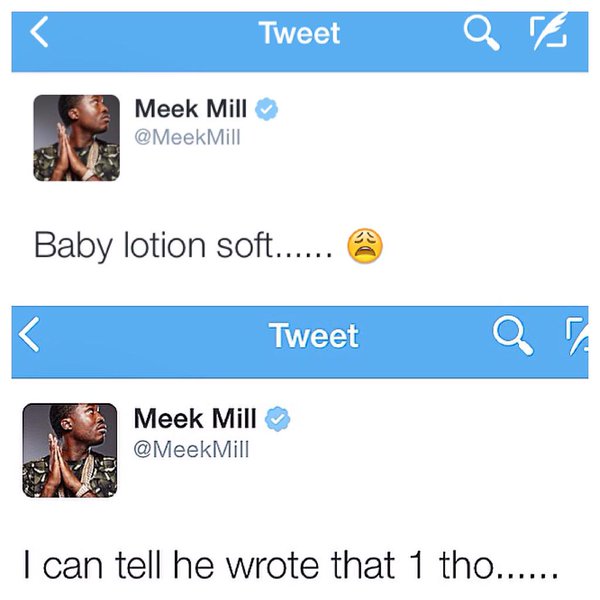 Tweet
Meek Mill
@MeekMill
Baby lotion soft...... 😩
Tweet
Meek Mill
@MeekMill
I can tell he wrote that 1 tho......